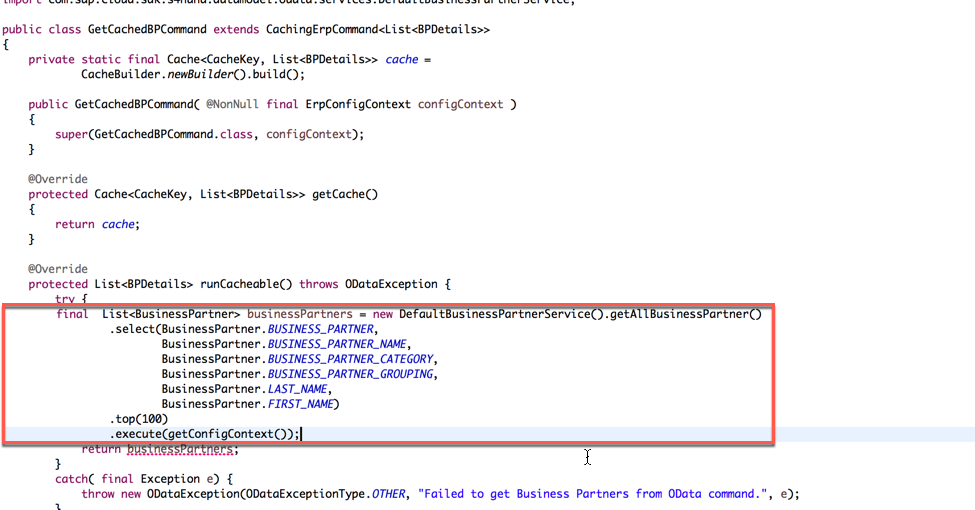 import com.sap.cloud.sdk.s4hana.datamodel.odata.services.DefaultBusinessPartnerService;
public class GetCachedBPCommand extends CachingErpCommand<List<BPDetails>>
{
private static final Cache<CacheKey, List<BPDetails>> cache =
CacheBuilder.newBuilder().build();
public GetCachedBPCommand( @NonNull final ErpConfigContext configContext )
{
super(GetCachedBPCommand.class, configContext);
}
@Override
protected Cache<CacheKey, List<BPDetails>> getCache()
{
return cache;
}
@Override
protected List<BPDetails> runCacheable() throws ODataException {
try {
final List<BusinessPartner> businessPartners = new DefaultBusinessPartnerService().getAllBusinessPartner()
.select(BusinessPartner.BUSINESS_PARTNER,
BusinessPartner.BUSINESS_PARTNER_NAME,
BusinessPartner.BUSINESS_PARTNER_CATEGORY,
BusinessPartner.BUSINESS_PARTNER_GROUPING,
BusinessPartner.LAST_NAME,
BusinessPartner.FIRST_NAME)
.top(100)
.execute(getConfigContext());
return businessPartners;
}
catch( final Exception e) {
throw new ODataException(ODataExceptionType.OTHER, "Failed to get Business Partners from OData command.", e);
}